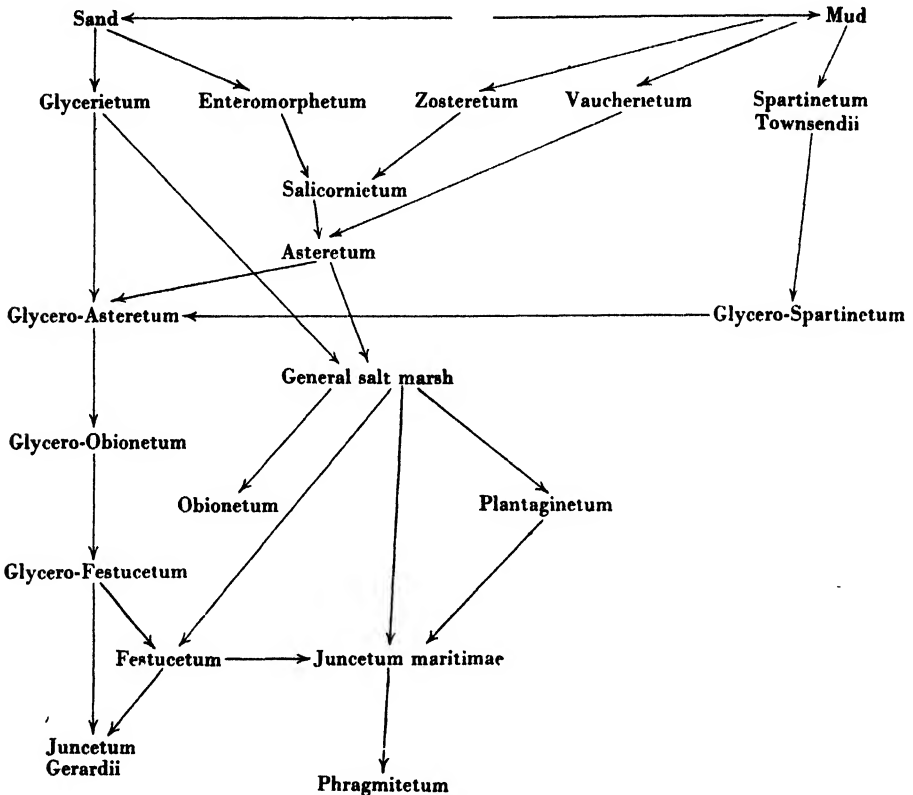 Sand Mud
Glycerietum Enteromorphetum Zosteretum Vaucherietum Spartinetum
Townsendii
Salicornietum
Asteretum
Glycero-Asteretum Glycero-Spartinetum
General salt marsh
Glycero-Obionetum
Obionetum Plantaginetum
Glycero-Festucetum
Festucetum Juncetum maritimae
Juncetum
Gerardii
Phragmitetum